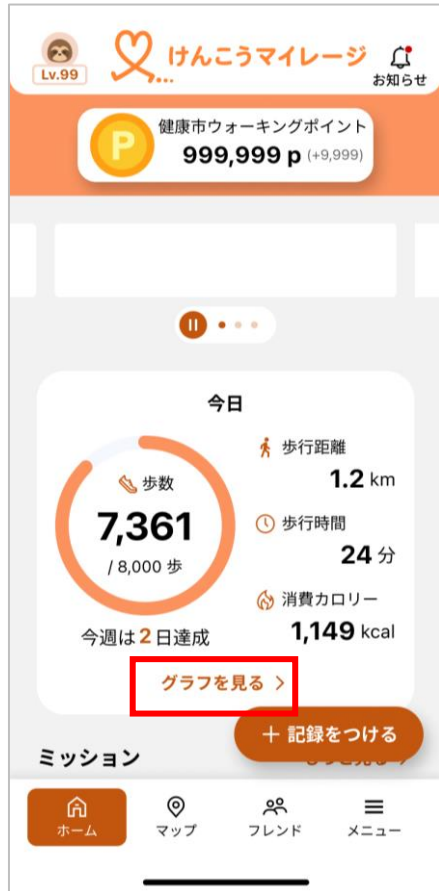 Lv.99
けんこうマイレージ
お知らせ
P
健康市ウォーキングポイント
999,999 p (+9,999)
今日
歩数
7,361
/ 8,000 歩
今週は2日達成
歩行距離
1.2 km
歩行時間
24 分
消費カロリー
1,149 kcal
グラフを見る >
+ 記録をつける
ミッション
ホーム
マップ
フレンド
メニュー